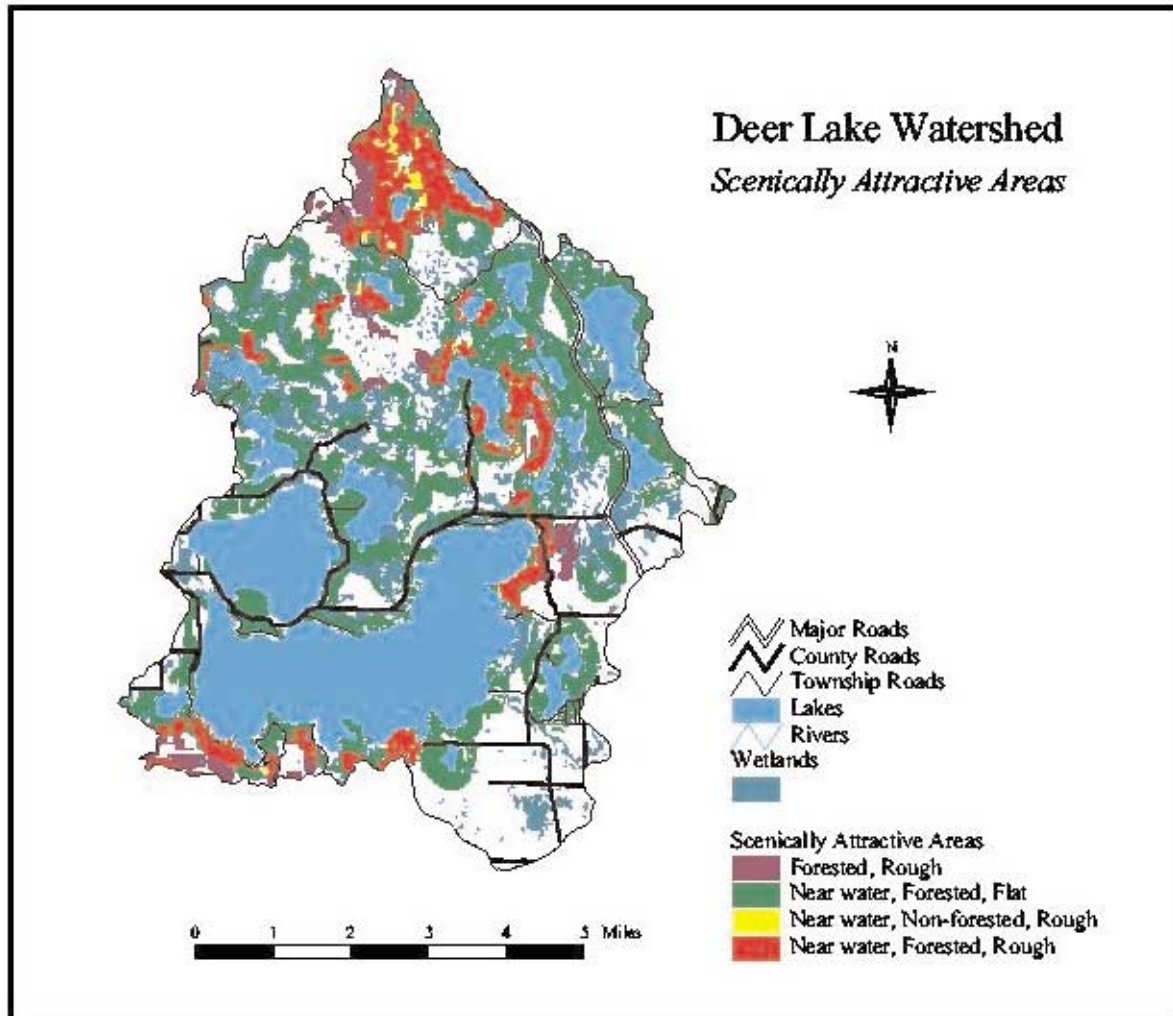 Deer Lake Watershed
Scenically Attractive Areas
N
Major Roads
County Roads
Township Roads
Lakes
Rivers
Wetlands
Scenically Attractive Areas
Forested, Rough
Near water, Forested, Flat
Near water, Non-forested, Rough
Near water, Forested, Rough
0 1 2 3 4 5 Miles